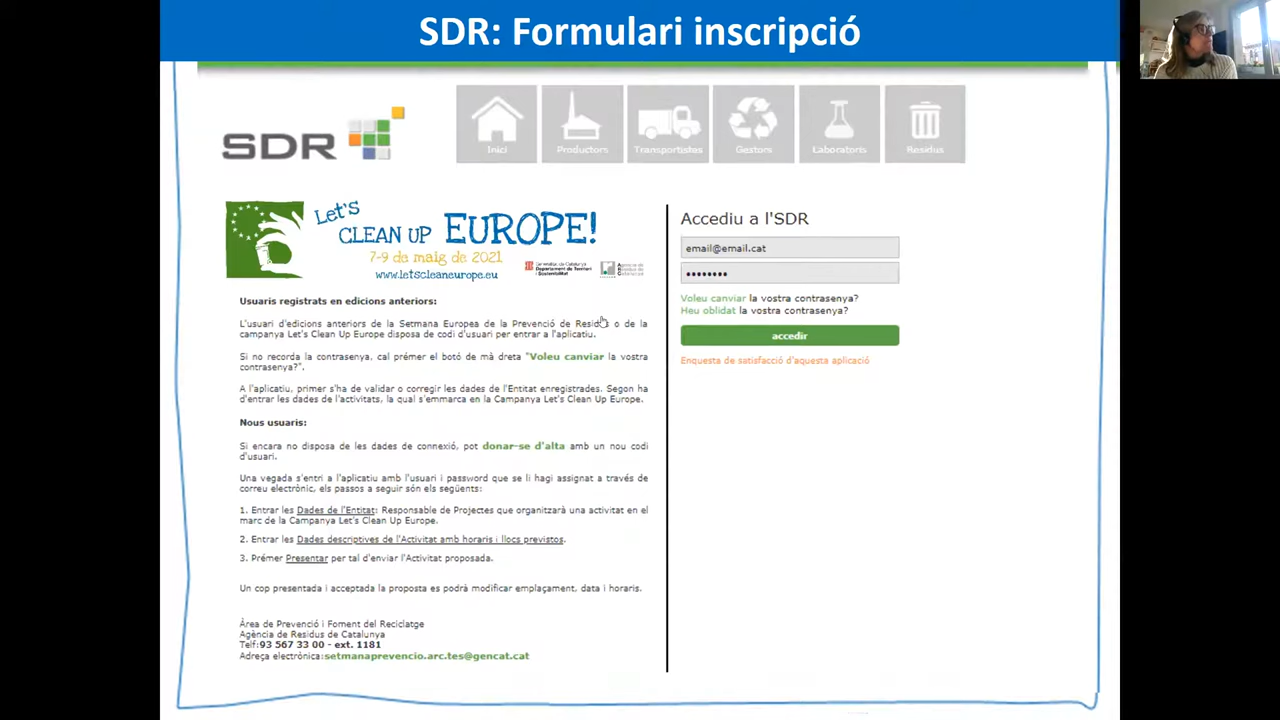 SDR: Formulari inscripció
SDR
Inici
Productors
Transportistes
Gestors
Laboratoris
Residus
Let's
CLEAN UP EUROPE!
7-9 de maig de 2021
www.letscleaneurope.eu
Generalitat de Catalunya
Departament de Territori
i Sostenibilitat
Usuaris registrats en edicions anteriors:
L'usuari d'edicions anteriors de la Setmana Europea de la Prevenció de Residus o de la
campanya Let's Clean Up Europe disposa de codi d'usuari per entrar a l'aplicatiu.
Si no recorda la contrasenya, cal prémer el botó de mà dreta "Voleu canviar la vostra
contrasenya?".
A l'aplicatiu, primer s'ha de validar o corregir les dades de l'Entitat enregistrades. Segon ha
d'entrar les dades de l'activitats, la qual s'emmarca en la Campanya Let's Clean Up Europe.
Nous usuaris:
Si encara no disposa de les dades de connexió, pot donar-se d'alta amb un nou codi
d'usuari.
Una vegada s'entri a l'aplicatiu amb l'usuari i password que se li hagi assignat a través de
correu electrònic, els passos a seguir són els següents:
1. Entrar les Dades de l'Entitat: Responsable de Projectes que organitzarà una activitat en el
marc de la Campanya Let's Clean Up Europe.
2. Entrar les Dades descriptives de l'Activitat amb horaris i llocs previstos.
3. Prémer Presentar per tal d'enviar l'Activitat proposada.
Un cop presentada i acceptada la proposta es podrà modificar emplaçament, data i horaris.
Àrea de Prevenció i Foment del Reciclatge
Agència de Residus de Catalunya
Telf:93 567 33 00 - ext. 1181
Adreça electrònica:setmanaprevencio.arc.tes@gencat.cat
Accediu a l'SDR
email@email.cat
••••••••
Voleu canviar la vostra contrasenya?
Heu oblidat la vostra contrasenya?
accedir
Enquesta de satisfacció d'aquesta aplicació